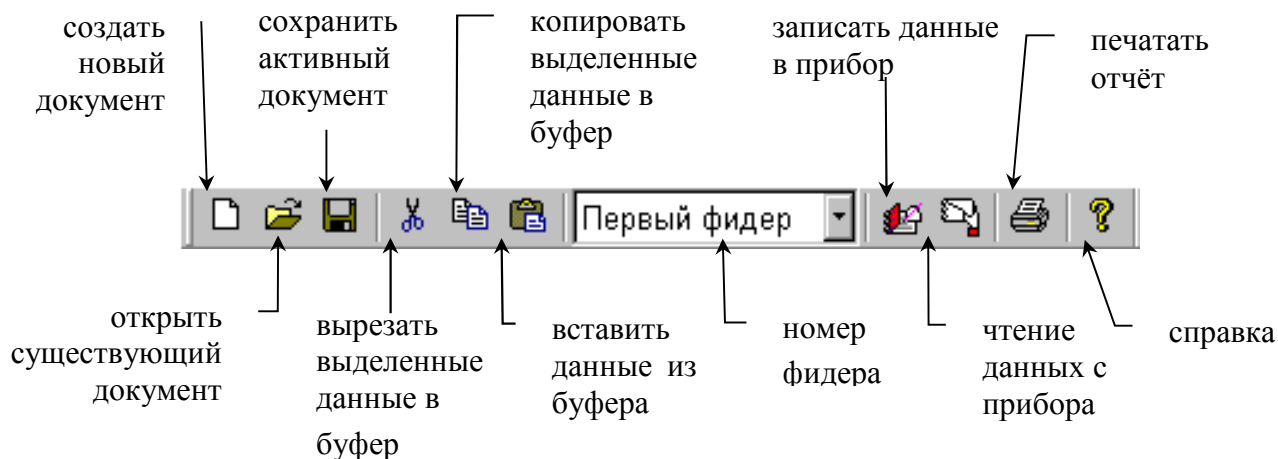 создать
новый
документ
сохранить
активный
документ
копировать
выделенные
данные в
буфер
записать данные
в прибор
печатать
отчёт
Первый фидер
?
открыть
существующий
документ
вырезать
выделенные
данные в
буфер
вставить
данные из
буфера
номер
фидера
чтение
данных с
прибора
справка